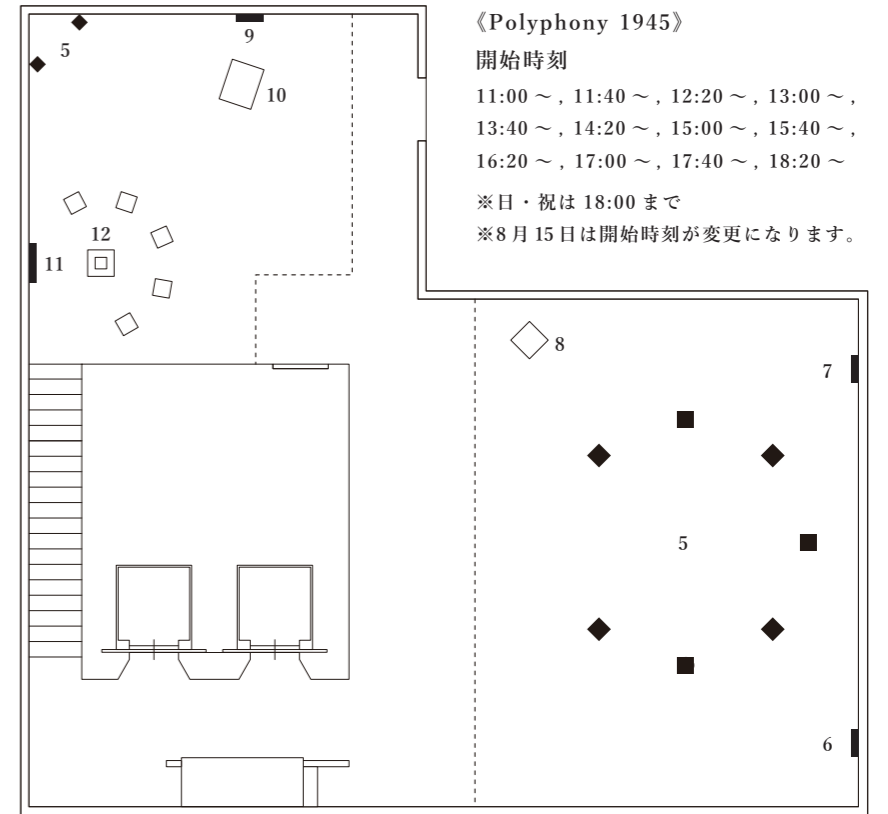 《Polyphony 1945》
開始時刻
11:00 〜 , 11:40 〜 , 12:20 〜 , 13:00 〜 ,
13:40 〜 , 14:20 〜 , 15:00 〜 , 15:40 〜 ,
16:20 〜 , 17:00 〜 , 17:40 〜 , 18:20 〜
※日・祝は 18:00 まで
※8 月 15 日は開始時刻が変更になります。
5
9
10
12
11
8
7
5
6